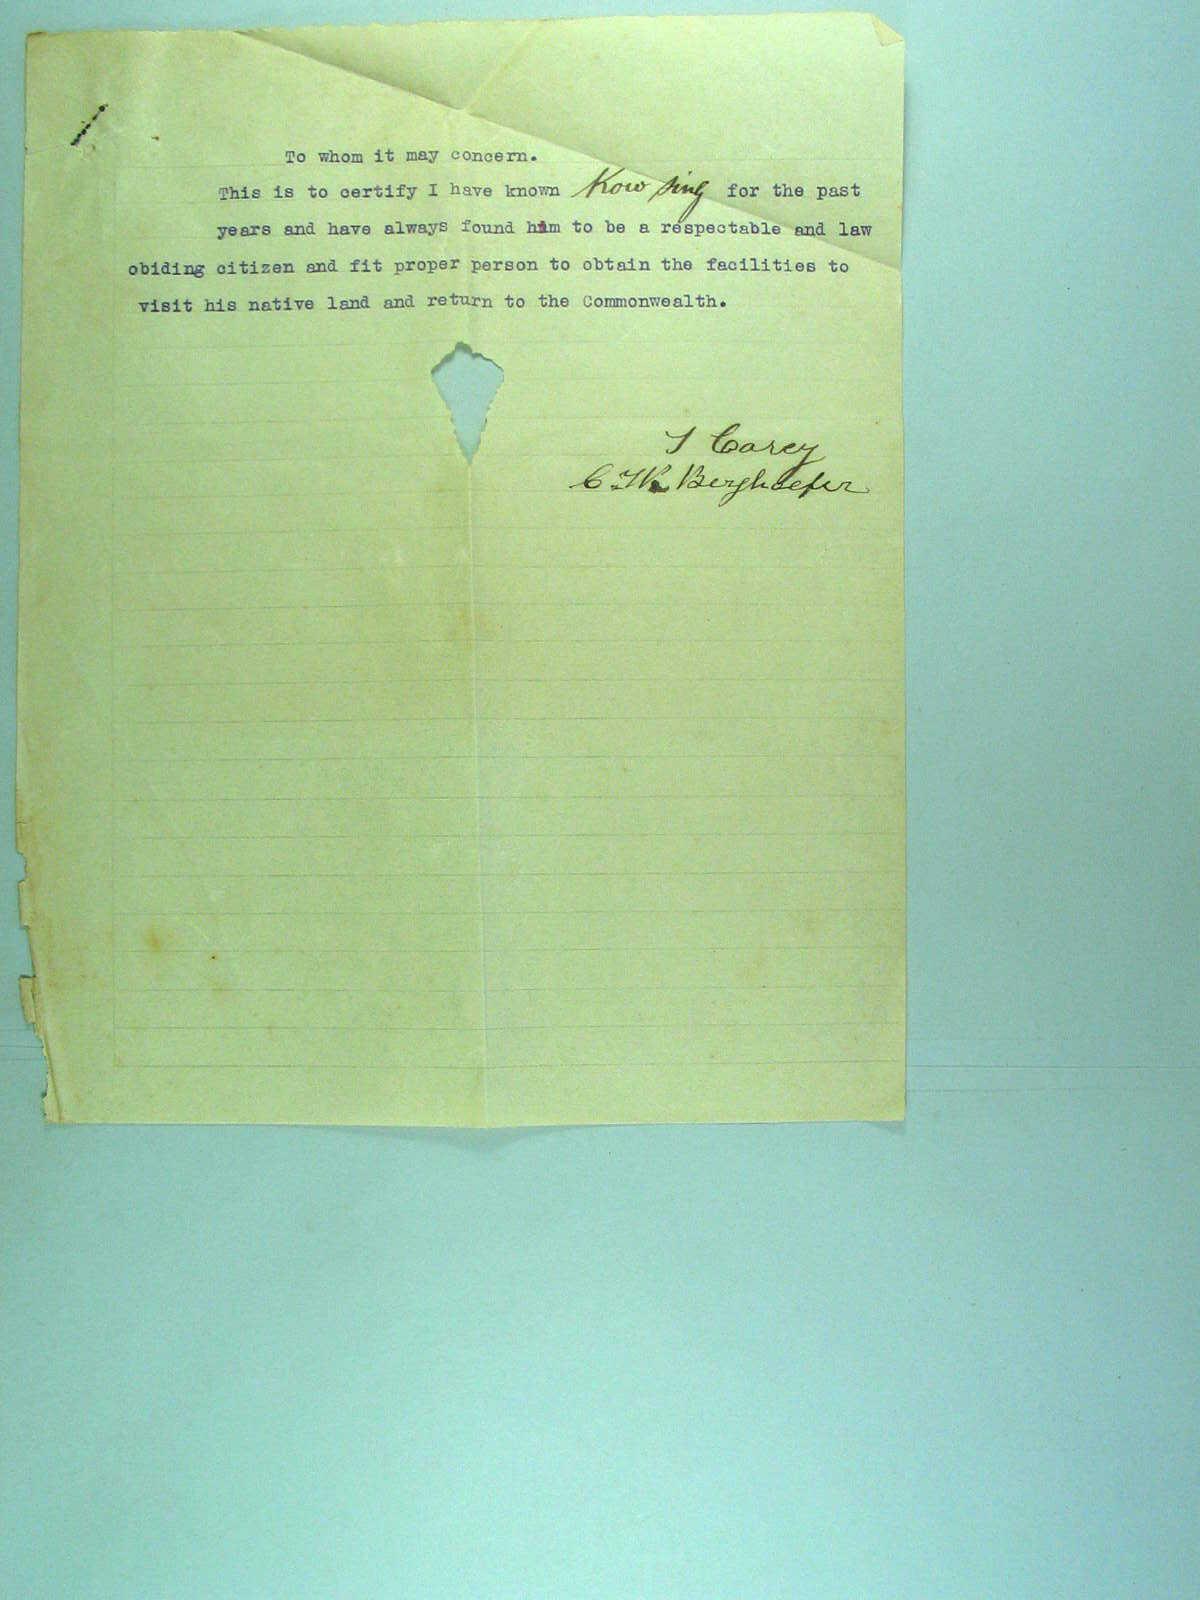 To whom it may concern.
This is to certify I have known Kow Sing for the past
years and have always found him to be a respectable and law
obiding citizen and fit proper person to obtain the facilities to
visit his native land and return to the Commonwealth.
T Carey
C. W. Berghoefer